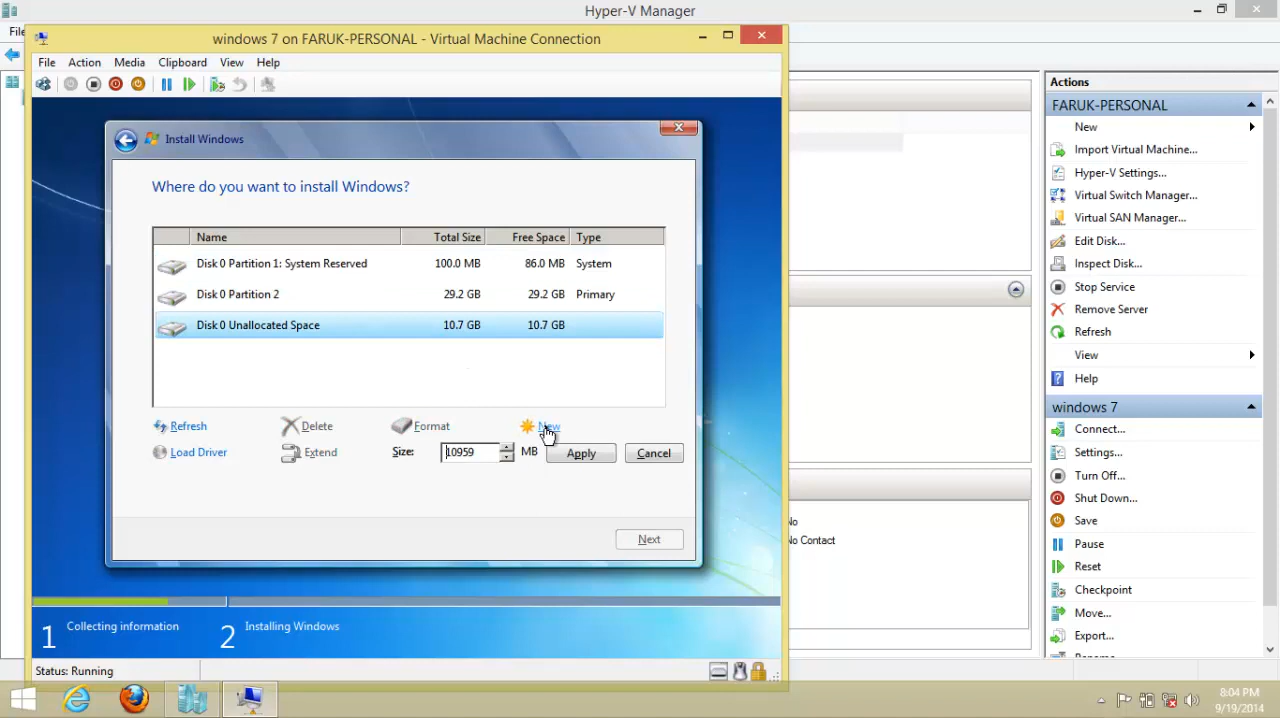 Hyper-V Manager
windows 7 on FARUK-PERSONAL - Virtual Machine Connection
File Action Media Clipboard View Help
Install Windows
Where do you want to install Windows?
Name Total Size Free Space Type
Disk 0 Partition 1: System Reserved 100.0 MB 86.0 MB System
Disk 0 Partition 2 29.2 GB 29.2 GB Primary
Disk 0 Unallocated Space 10.7 GB 10.7 GB
Refresh Delete Format New
Load Driver Extend Size: 10959 MB Apply Cancel
Next
1 Collecting information 2 Installing Windows
Status: Running
No
No Contact
Actions
FARUK-PERSONAL
New
Import Virtual Machine...
Hyper-V Settings...
Virtual Switch Manager...
Virtual SAN Manager...
Edit Disk...
Inspect Disk...
Stop Service
Remove Server
Refresh
View
Help
windows 7
Connect...
Settings...
Turn Off...
Shut Down...
Save
Pause
Reset
Checkpoint
Move...
Export...
8:04 PM
9/19/2014